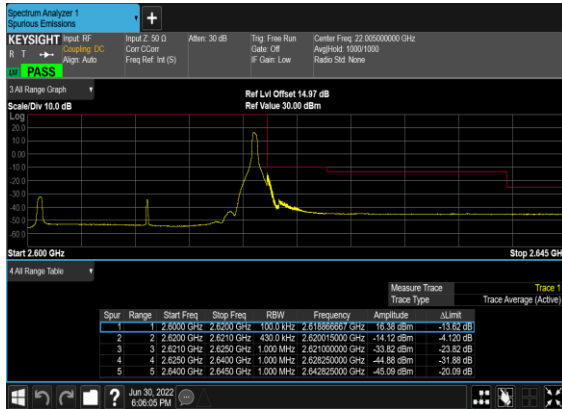 Spectrum Analyzer 1
Spurious Emissions
+
KEYSIGHT Input: RF Input Z: 50 Ω Atten: 30 dB Trig: Free Run Center Freq: 22.005000000 GHz
R T Coupling: DC Corr CCorr Gate: Off Avg|Hold: 1000/1000
Align: Auto Freq Ref: Int (S) IF Gain: Low Radio Std: None
PASS
3 All Range Graph
Ref Lvl Offset 14.97 dB
Scale/Div 10.0 dB Ref Value 30.00 dBm
Log
20.0
10.0
0.00
-10.0
-20.0
-30.0
-40.0
-50.0
-60.0
Start 2.600 GHz Stop 2.645 GH
4 All Range Table
Measure Trace Trace 1
Trace Type Trace Average (Active)
Spur Range Start Freq Stop Freq RBW Frequency Amplitude ΔLimit
1 1 2.6000 GHz 2.6200 GHz 100.0 kHz 2.618866667 GHz 16.38 dBm -13.62 dB
2 2 2.6200 GHz 2.6210 GHz 430.0 kHz 2.620015000 GHz -14.12 dBm -4.120 dB
3 3 2.6210 GHz 2.6250 GHz 1.000 MHz 2.621000000 GHz -33.82 dBm -23.82 dB
4 4 2.6250 GHz 2.6400 GHz 1.000 MHz 2.628250000 GHz -44.88 dBm -31.88 dB
5 5 2.6400 GHz 2.6450 GHz 1.000 MHz 2.642825000 GHz -45.09 dBm -20.09 dB
? Jun 30, 2022
6:06:05 PM